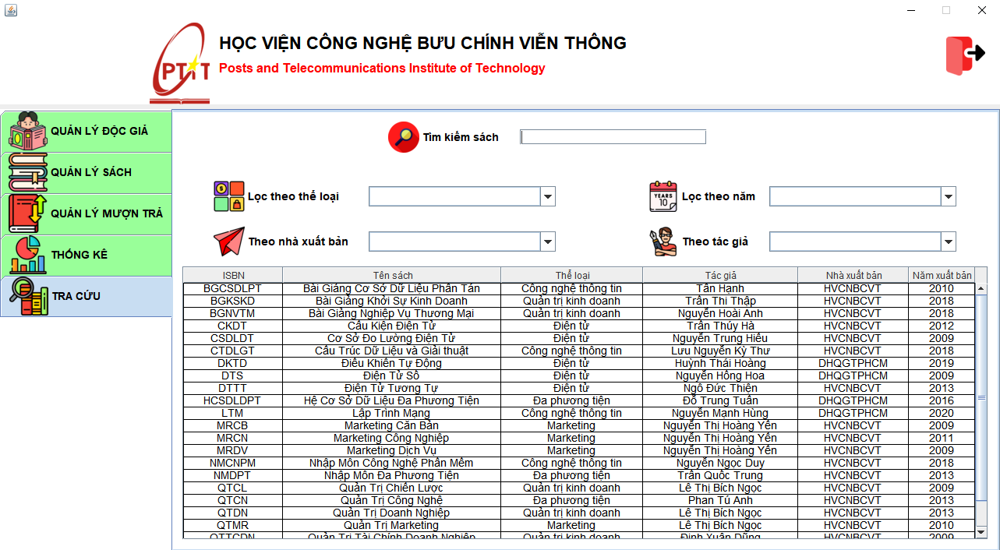 HỌC VIỆN CÔNG NGHỆ BƯU CHÍNH VIỄN THÔNG
PTIT
Posts and Telecommunications Institute of Technology
QUẢN LÝ ĐỘC GIẢ
QUẢN LÝ SÁCH
QUẢN LÝ MƯỢN TRẢ
THỐNG KÊ
TRA CỨU
Tìm kiếm sách
Lọc theo thể loại
YEARS 10 Lọc theo năm
Theo nhà xuất bản
Theo tác giả
ISBN Tên sách Thể loại Tác giả Nhà xuất bản Năm xuất bản
BGCSDLPT Bài Giảng Cơ Sở Dữ Liệu Phân Tán Công nghệ thông tin Tân Hạnh HVCNBCVT 2010
BGKSKD Bài Giảng Khởi Sự Kinh Doanh Quản trị kinh doanh Trần Thi Thập HVCNBCVT 2018
BGNVTM Bài Giảng Nghiệp Vụ Thương Mại Quản trị kinh doanh Nguyễn Hoài Anh HVCNBCVT 2018
CKDT Cấu Kiện Điện Tử Điện tử Trần Thúy Hà HVCNBCVT 2012
CSDLDT Cơ Sở Đo Lường Điện Tử Điện tử Nguyễn Trung Hiếu HVCNBCVT 2009
CTDLGT Cấu Trúc Dữ Liệu và Giải thuật Công nghệ thông tin Lưu Nguyễn Kỳ Thư HVCNBCVT 2018
DKTD Điều Khiển Tự Động Điện tử Huỳnh Thái Hoàng DHQGTPHCM 2019
DTS Điện Tử Số Điện tử Nguyễn Hồng Hoa DHQGTPHCM 2009
DTTT Điện Tử Tương Tự Điện tử Ngô Đức Thiện HVCNBCVT 2013
HCSDLDPT Hệ Cơ Sở Dữ Liệu Đa Phương Tiện Đa phương tiện Đỗ Trung Tuấn DHQGTPHCM 2016
LTM Lập Trình Mạng Công nghệ thông tin Nguyễn Mạnh Hùng DHQGTPHCM 2020
MRCB Marketing Căn Bản Marketing Nguyễn Thị Hoàng Yến HVCNBCVT 2009
MRCN Marketing Công Nghiệp Marketing Nguyễn Thị Hoàng Yến HVCNBCVT 2011
MRDV Marketing Dịch Vụ Marketing Nguyễn Thị Hoàng Yến HVCNBCVT 2009
NMCNPM Nhập Môn Công Nghệ Phần Mềm Công nghệ thông tin Nguyễn Ngọc Duy HVCNBCVT 2018
NMDPT Nhập Môn Đa Phương Tiện Đa phương tiện Trần Quốc Trung HVCNBCVT 2013
QTCL Quản Trị Chiến Lược Quản trị kinh doanh Lê Thị Bích Ngọc HVCNBCVT 2009
QTCN Quản Trị Công Nghệ Đa phương tiện Phan Tú Anh HVCNBCVT 2013
QTDN Quản Trị Doanh Nghiệp Quản trị kinh doanh Lê Thị Bích Ngọc HVCNBCVT 2013
QTMR Quản Trị Marketing Marketing Lê Thị Bích Ngọc HVCNBCVT 2010
QTTCDN Quản Trị Tài Chính Doanh Nghiệp Quản trị kinh doanh Đinh Xuân Dũng HVCNBCVT 2009